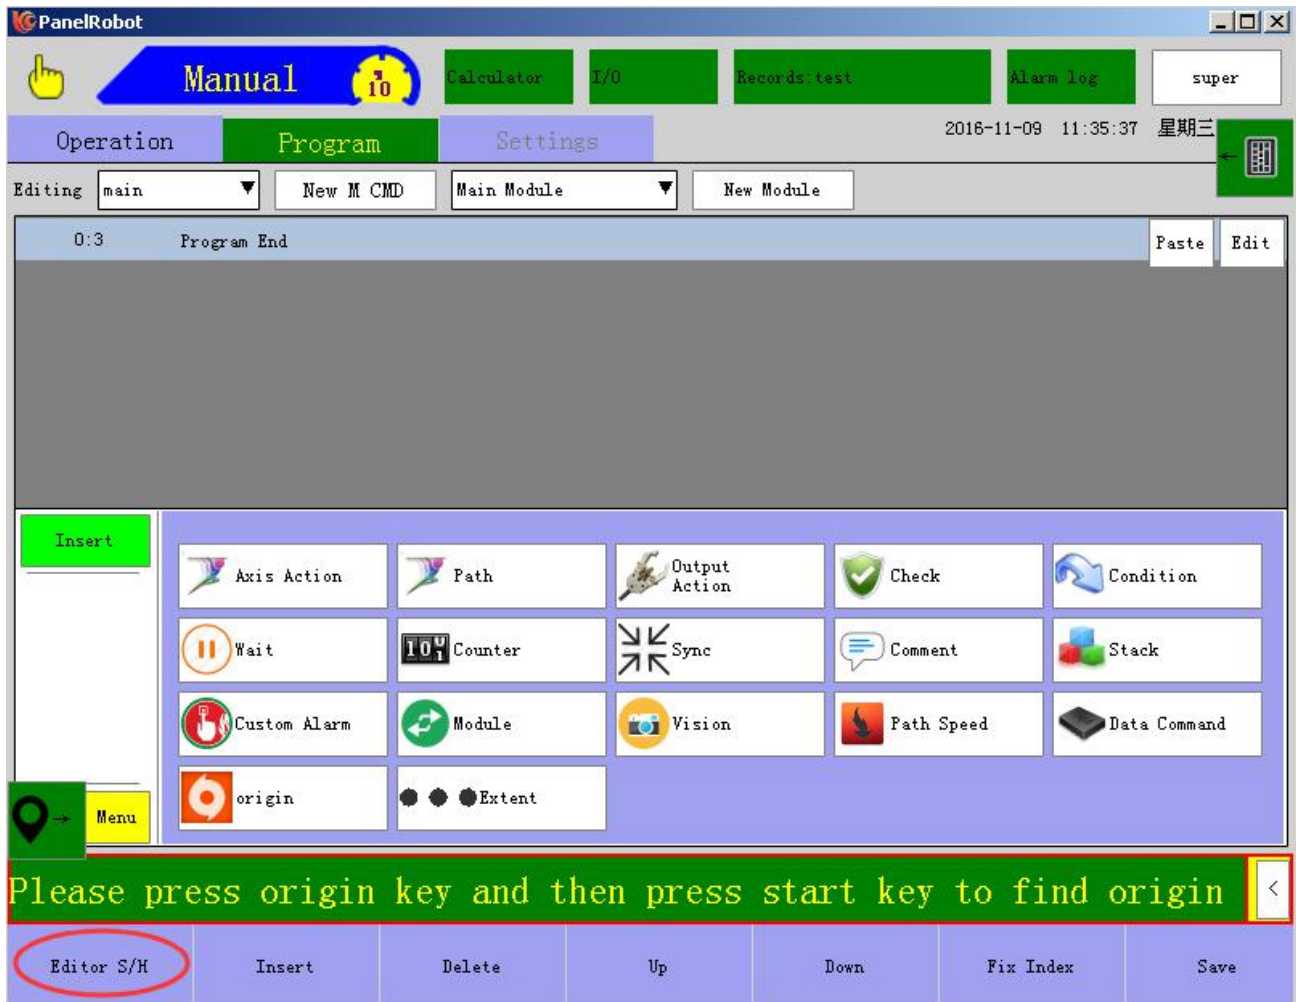 PanelRobot
Manual
10
Calculator
I/O
Records:test
Alarm log
super
Operation
Program
Settings
2016-11-09 11:35:37 星期三
Editing
main
New M CMD
Main Module
New Module
0:3
Program End
Paste
Edit
Insert
Axis Action
Path
Output
Action
Check
Condition
Wait
Counter
Sync
Comment
Stack
Custom Alarm
Module
Vision
Path Speed
Data Command
origin
Extent
Menu
Please press origin key and then press start key to find origin
<
Editor S/H
Insert
Delete
Up
Down
Fix Index
Save